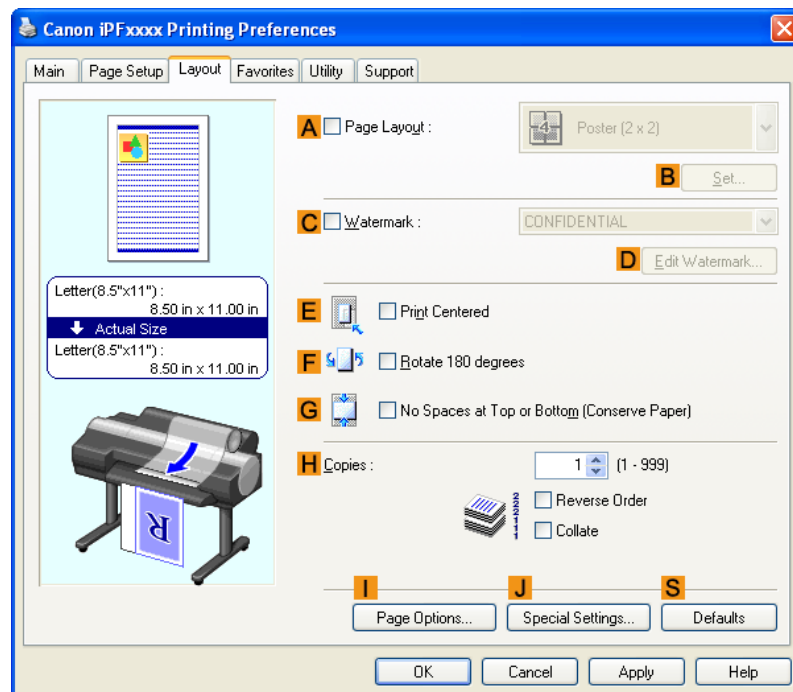 Canon iPFxxxx Printing Preferences
Main Page Setup Layout Favorites Utility Support
A Page Layout : 4 Poster (2 x 2)
B Set...
C Watermark : CONFIDENTIAL
D Edit Watermark...
Letter(8.5"x11") :
8.50 in x 11.00 in
Actual Size
Letter(8.5"x11") :
8.50 in x 11.00 in
E Print Centered
F Rotate 180 degrees
G No Spaces at Top or Bottom (Conserve Paper)
H Copies : 1 (1 - 999)
222111 Reverse Order
Collate
R
I J S
Page Options... Special Settings... Defaults
OK Cancel Apply Help